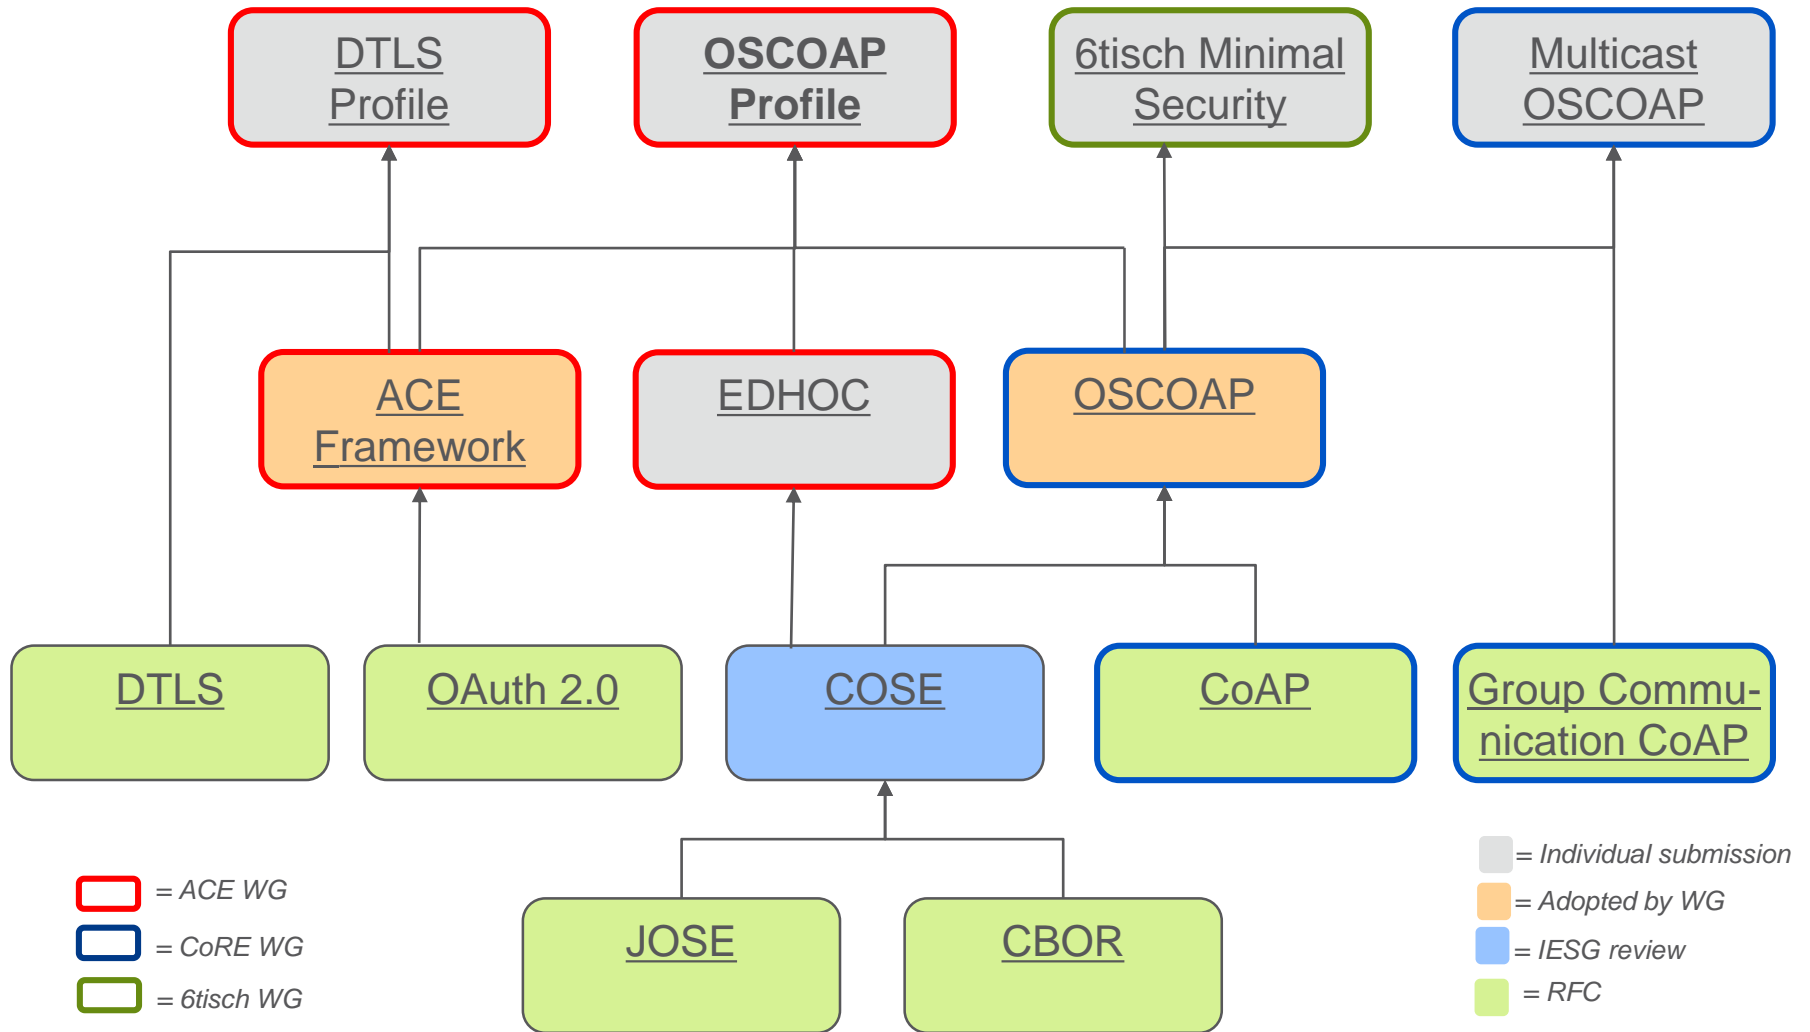 DTLS
Profile
OSCOAP
Profile
6tisch Minimal
Security
Multicast
OSCOAP
ACE
Framework
EDHOC
OSCOAP
DTLS
OAuth 2.0
COSE
CoAP
Group Commu-
nication CoAP
JOSE
CBOR
= ACE WG
= CoRE WG
= 6tisch WG
= Individual submission
= Adopted by WG
= IESG review
= RFC